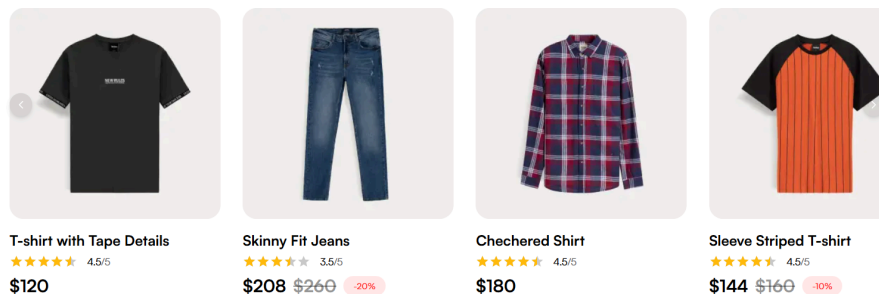 T-shirt with Tape Details
4.5/5
$120
Skinny Fit Jeans
3.5/5
$208 $260 -20%
Chechered Shirt
4.5/5
$180
Sleeve Striped T-shirt
4.5/5
$144 $160 -10%